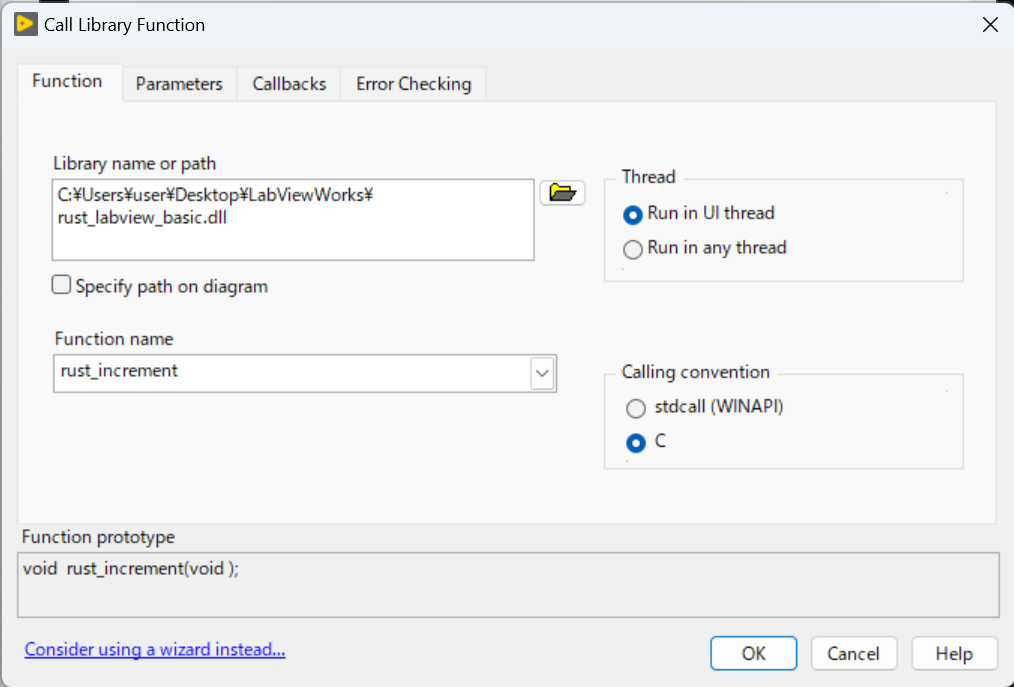 Call Library Function
Function
Parameters
Callbacks
Error Checking
Library name or path
C:¥Users¥user¥Desktop¥LabViewWorks¥
rust_labview_basic.dll
Specify path on diagram
Function name
rust_increment
Thread
Run in UI thread
Run in any thread
Calling convention
stdcall (WINAPI)
C
Function prototype
void  rust_increment(void );
Consider using a wizard instead...
OK
Cancel
Help